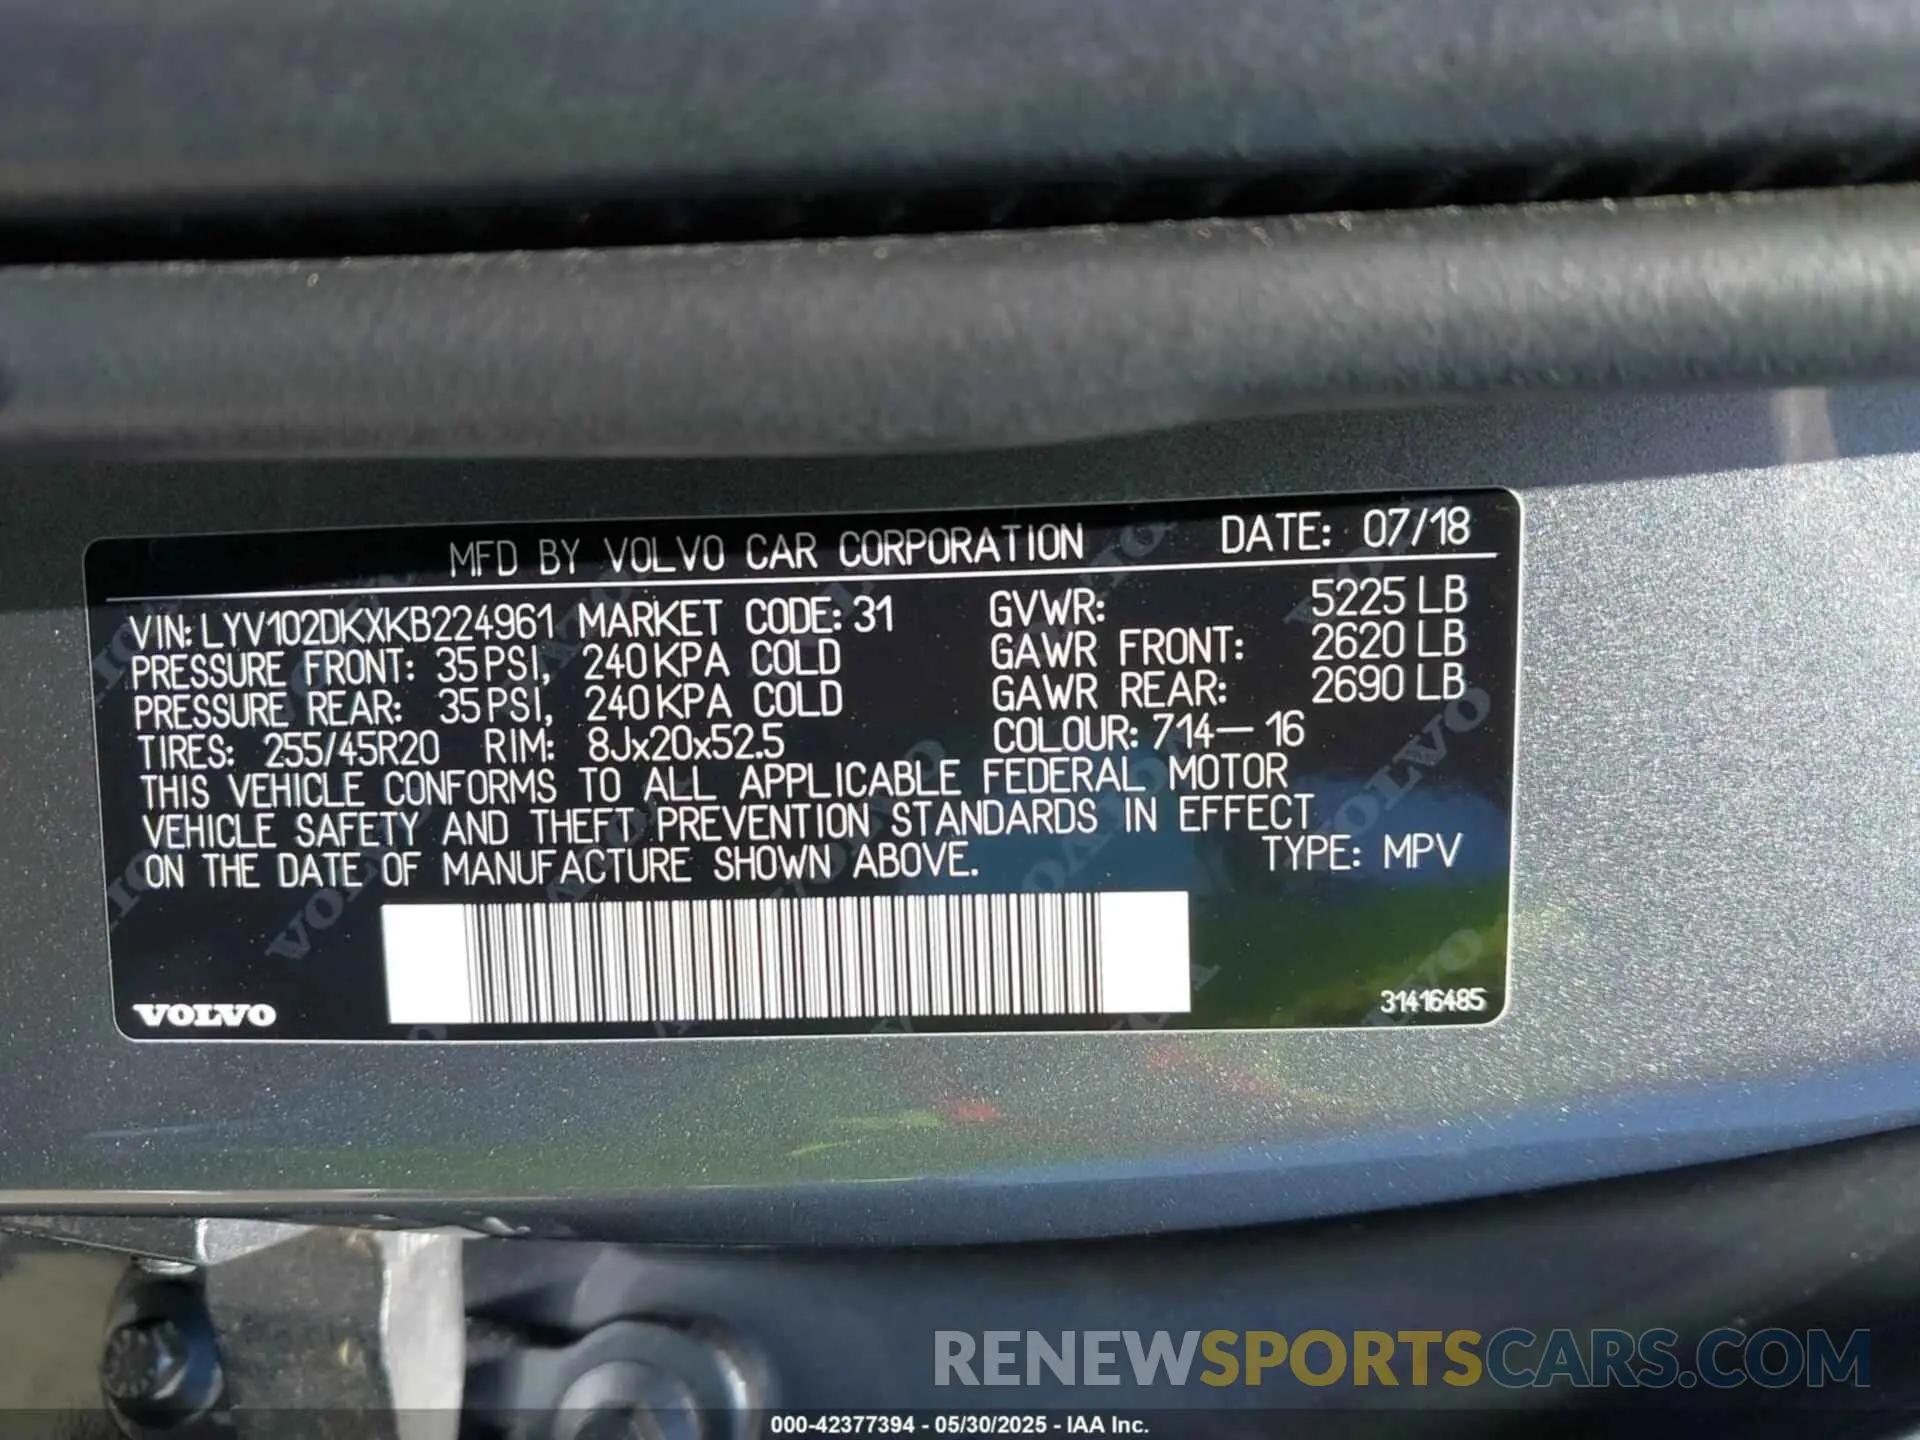 MFD BY VOLVO CAR CORPORATION DATE: 07/18
VIN: LYV102DKXKB224961 MARKET CODE: 31 GVWR: 5225 LB
PRESSURE FRONT: 35 PSI, 240 KPA COLD GAWR FRONT: 2620 LB
PRESSURE REAR: 35 PSI, 240 KPA COLD GAWR REAR: 2690 LB
TIRES: 255/45R20 RIM: 8Jx20x52.5 COLOUR: 714-16
THIS VEHICLE CONFORMS TO ALL APPLICABLE FEDERAL MOTOR
VEHICLE SAFETY AND THEFT PREVENTION STANDARDS IN EFFECT
ON THE DATE OF MANUFACTURE SHOWN ABOVE. TYPE: MPV
VOLVO 31416485
RENEWSPORTSCARS.COM
000-42377394 - 05/30/2025 - IAA Inc.